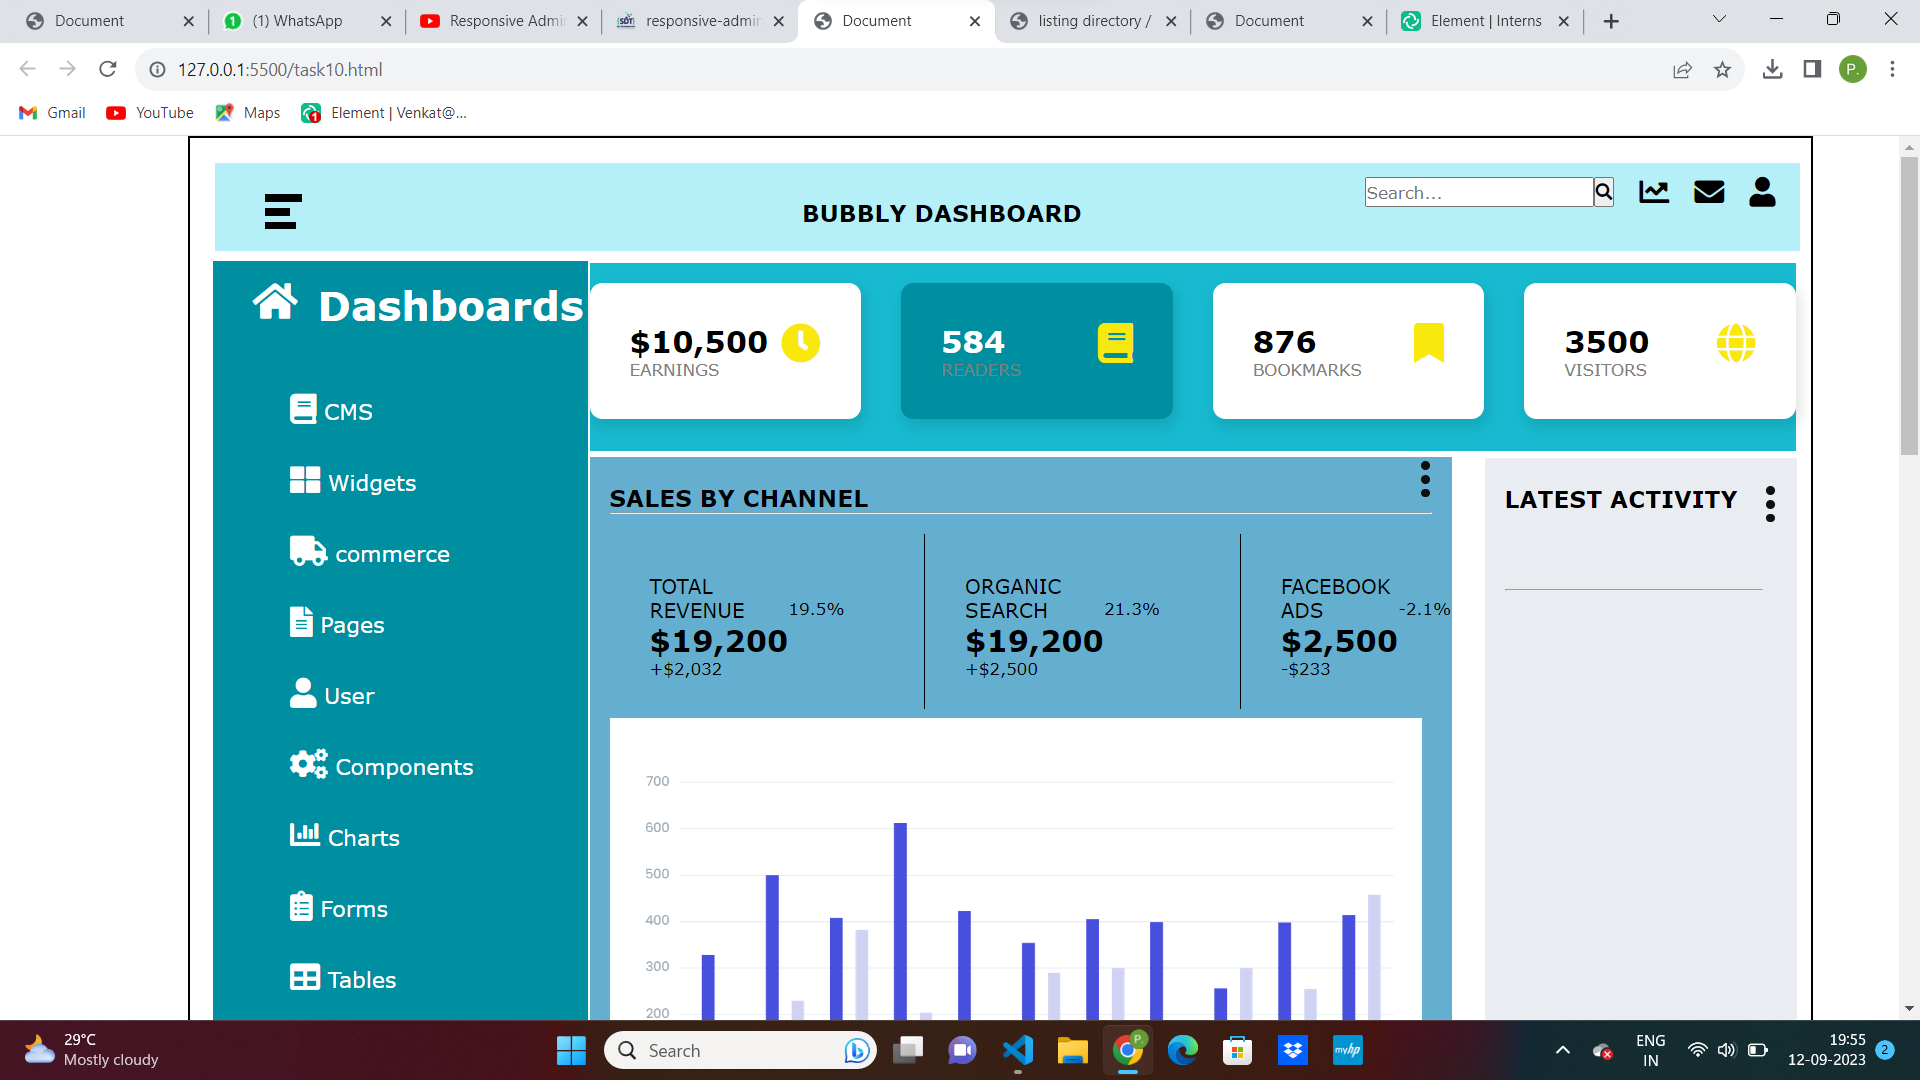 Document
(1) WhatsApp
Responsive Admi
responsive-admin
Document
listing directory /
Document
Element | Interns
127.0.0.1:5500/task10.html
P.
Gmail
YouTube
Maps
Element | Venkat@...
BUBBLY DASHBOARD
Search...
Dashboards
CMS
Widgets
commerce
Pages
User
Components
Charts
Forms
Tables
$10,500
EARNINGS
584
READERS
876
BOOKMARKS
3500
VISITORS
SALES BY CHANNEL
TOTAL
REVENUE
19.5%
$19,200
+$2,032
ORGANIC
SEARCH
21.3%
$19,200
+$2,500
FACEBOOK
ADS
-2.1%
$2,500
-$233
700
600
500
400
300
200
LATEST ACTIVITY
29°C
Mostly cloudy
Search
P.
myhp
ENG
IN
19:55
12-09-2023
2